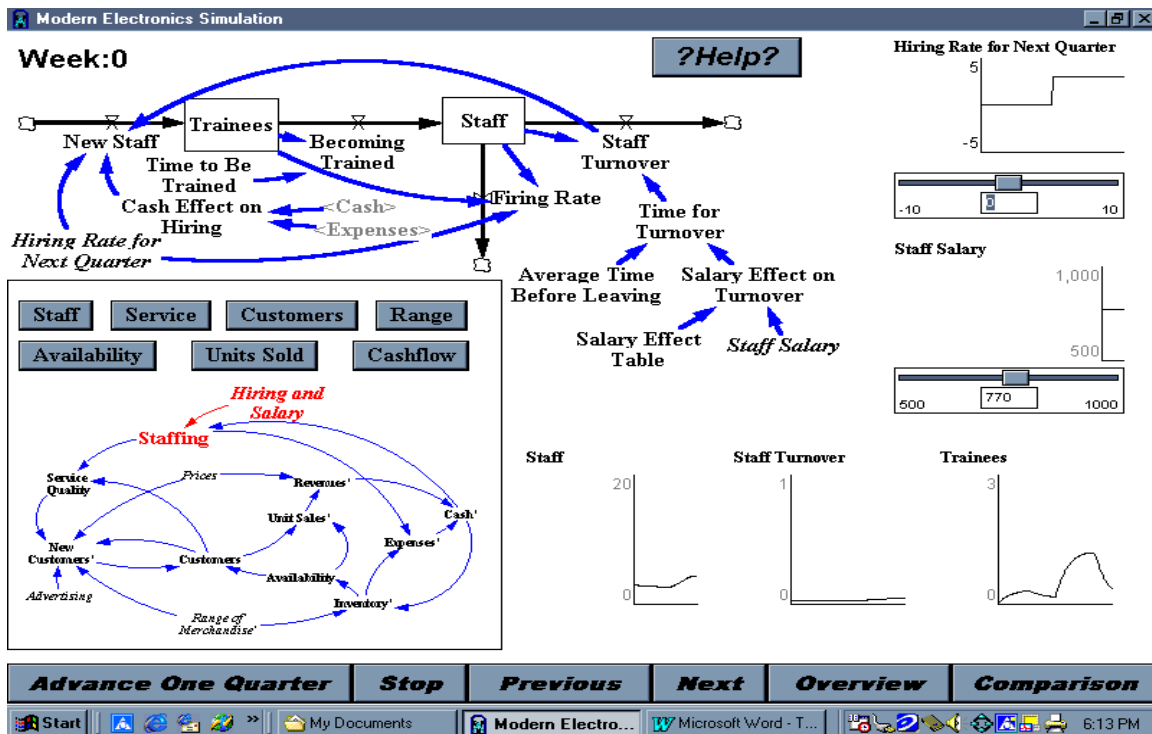 Modern Electronics Simulation
Week:0
?Help?
New Staff
Trainees
Becoming
Trained
Staff
Staff
Turnover
Time to Be
Trained
Cash Effect on
Hiring
<Cash>
<Expenses>
Firing Rate
Hiring Rate for
Next Quarter
Time for
Turnover
Average Time
Before Leaving
Salary Effect on
Turnover
Salary Effect
Table
Staff Salary
Hiring Rate for Next Quarter
5
-5
-10
0
10
Staff Salary
1,000
500
500
770
1000
Staff
Service
Customers
Range
Availability
Units Sold
Cashflow
Hiring and
Salary
Staffing
Service
Quality
Prices
Revenues'
Unit Sales'
Cash'
Expenses'
New
Customers'
Customers
Availability
Advertising
Inventory'
Range of
Merchandise'
Staff
20
0
Staff Turnover
1
0
Trainees
3
0
Advance One Quarter
Stop
Previous
Next
Overview
Comparison
Start
»
My Documents
Modern Electro...
Microsoft Word - T...
6:13 PM